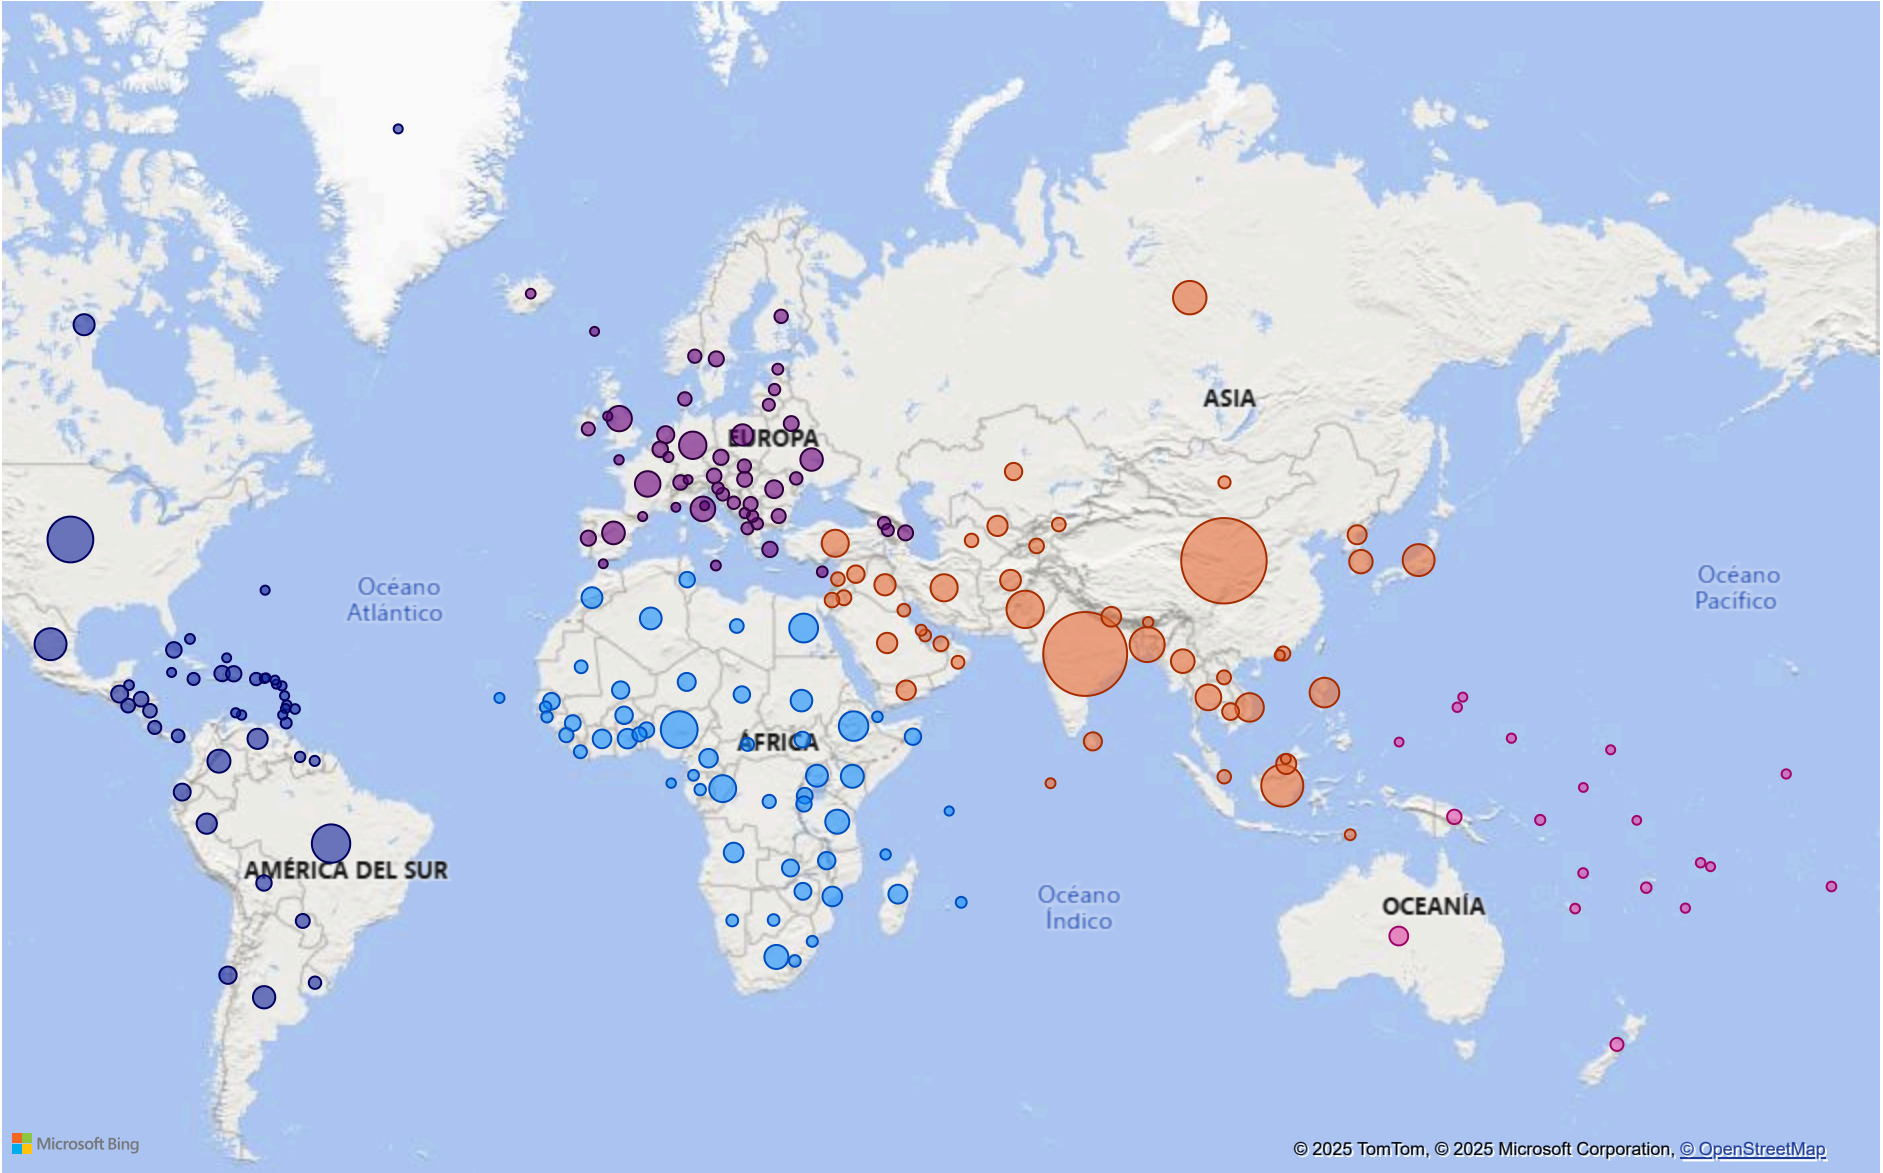 ASIA
EUROPA
Océano
Atlántico
Océano
Pacífico
ÁFRICA
AMÉRICA DEL SUR
Océano
Índico
OCEANÍA
Microsoft Bing
© 2025 TomTom, © 2025 Microsoft Corporation, © OpenStreetMap